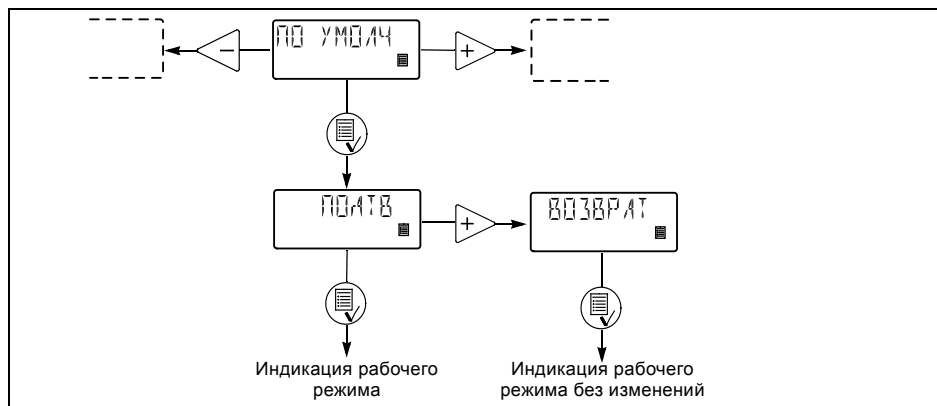 ПО УМОЛЧ
− +
ПОДТВ
+
ВОЗВРАТ
Индикация рабочего
режима
Индикация рабочего
режима без изменений